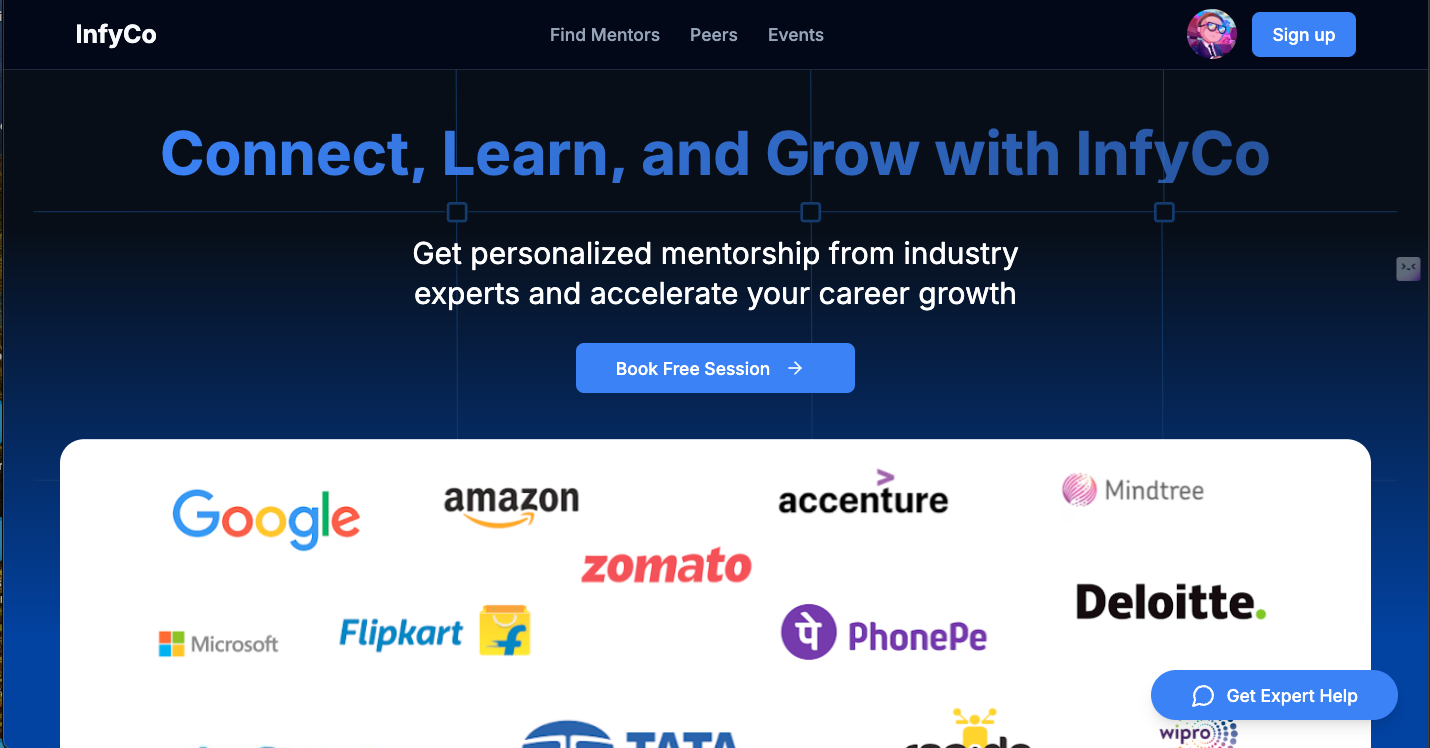 InfyCo
Find Mentors
Peers
Events
Sign up
Connect, Learn, and Grow with InfyCo
Get personalized mentorship from industry
experts and accelerate your career growth
Book Free Session
Google
amazon
accenture
Mindtree
zomato
Deloitte.
Microsoft
Flipkart
पे PhonePe
Get Expert Help
TATA
wipro